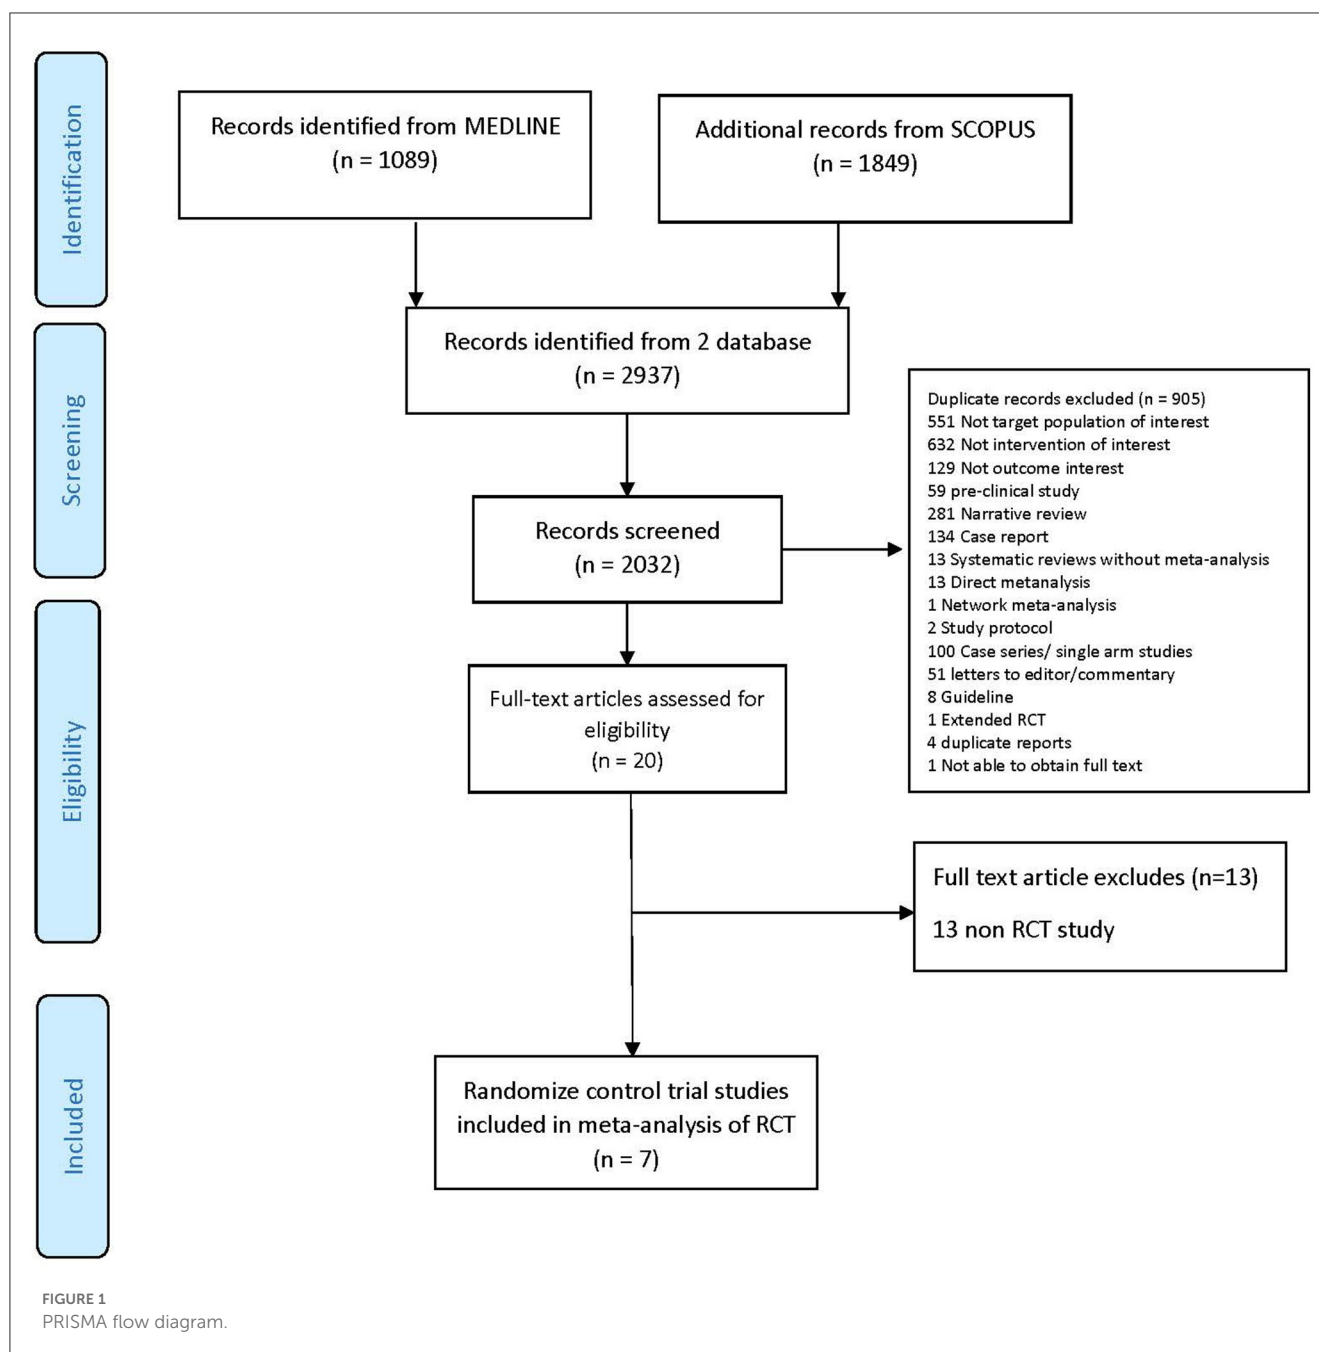 Identification
Records identified from MEDLINE
(n = 1089)
Additional records from SCOPUS
(n = 1849)
Records identified from 2 database
(n = 2937)
Screening
Records screened
(n = 2032)
Duplicate records excluded (n = 905)
551 Not target population of interest
632 Not intervention of interest
129 Not outcome interest
59 pre-clinical study
281 Narrative review
134 Case report
13 Systematic reviews without meta-analysis
13 Direct metanalysis
1 Network meta-analysis
2 Study protocol
100 Case series/ single arm studies
51 letters to editor/commentary
8 Guideline
1 Extended RCT
4 duplicate reports
1 Not able to obtain full text
Eligibility
Full-text articles assessed for
eligibility
(n = 20)
Full text article excludes (n=13)
13 non RCT study
Included
Randomize control trial studies
included in meta-analysis of RCT
(n = 7)
FIGURE 1
PRISMA flow diagram.